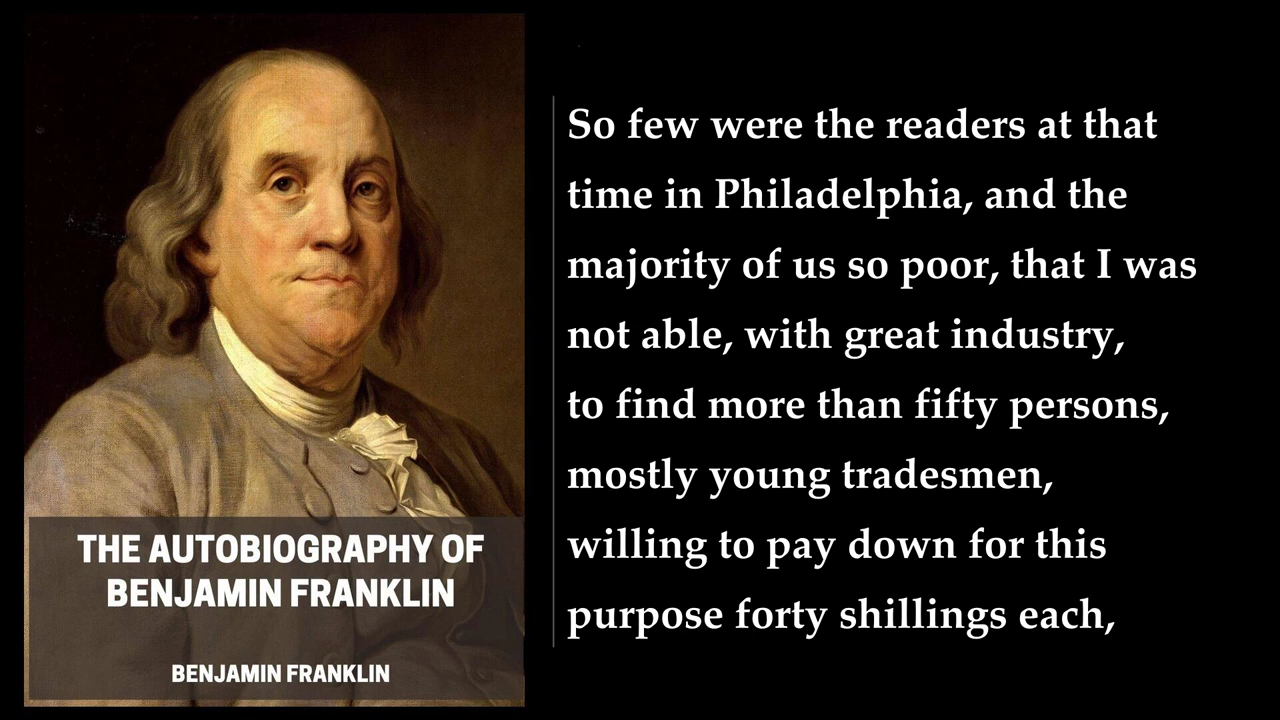 THE AUTOBIOGRAPHY OF
BENJAMIN FRANKLIN
BENJAMIN FRANKLIN
So few were the readers at that
time in Philadelphia, and the
majority of us so poor, that I was
not able, with great industry,
to find more than fifty persons,
mostly young tradesmen,
willing to pay down for this
purpose forty shillings each,